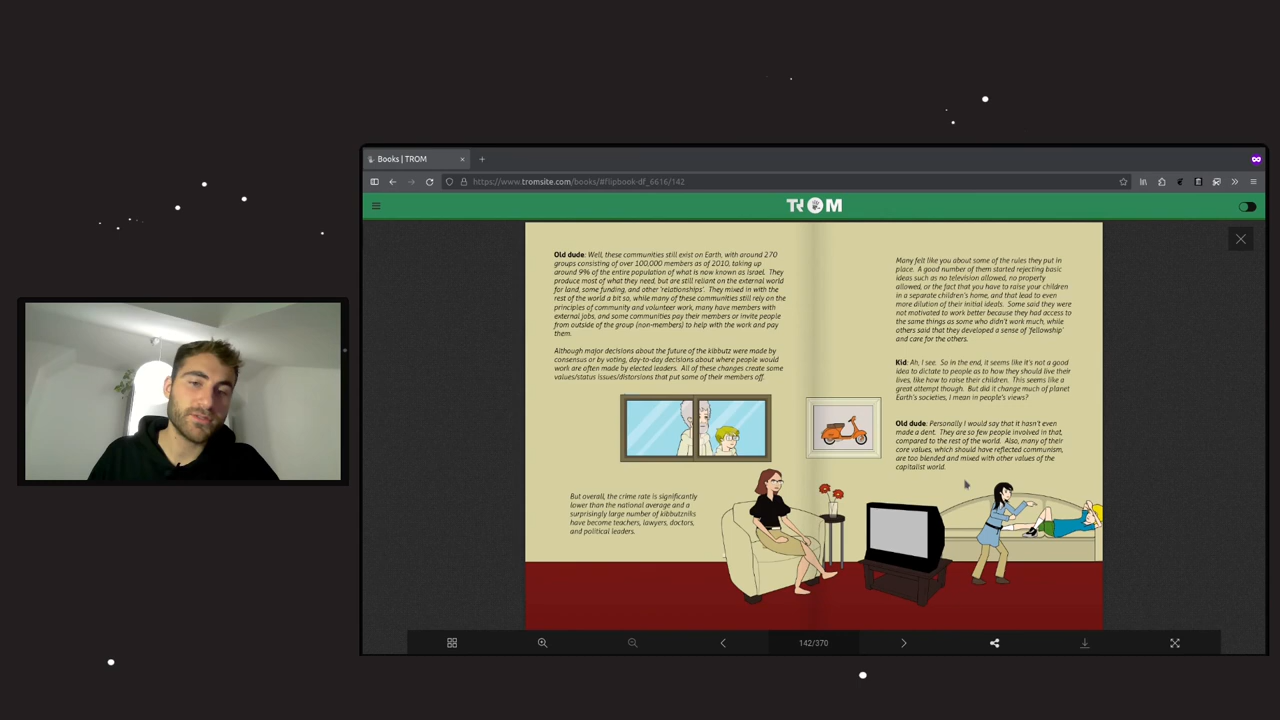 Books | TROM
https://www.tromsite.com/books/#flipbook-df_6616/142
TROM
Old dude: Well, these communities still exist on Earth, with around 270
groups consisting of over 100,000 members as of 2010, taking up
around 9% of the entire population of what is now known as Israel. They
produce most of what they need, but are still reliant on the external world
for land, some funding, and other 'relationships'. They mixed in with the
rest of the world a bit so, while many of these communities still rely on the
principles of community and volunteer work, many have members with
external jobs, and some communities pay their members or invite people
from outside of the group (non-members) to help with the work and pay
them.
Although major decisions about the future of the kibbutz were made by
consensus or by voting, day-to-day decisions about where people would
work are often made by elected leaders. All of these changes create some
values/status issues/distorsions that put some of their members off.
But overall, the crime rate is significantly
lower than the national average and a
surprisingly large number of kibbutzniks
have become teachers, lawyers, doctors,
and political leaders.
Many felt like you about some of the rules they put in
place. A good number of them started rejecting basic
ideas such as no television allowed, no property
allowed, or the fact that you have to raise your children
in a separate children's home, and that lead to even
more dilution of their initial ideals. Some said they were
not motivated to work better because they had access to
the same things as some who didn't work much, while
others said that they developed a sense of 'fellowship'
and care for the others.
Kid: Ah, I see. So in the end, it seems like it's not a good
idea to dictate to people as to how they should live their
lives, like how to raise their children. This seems like a
great attempt though. But did it change much of planet
Earth's societies, I mean in people's views?
Old dude: Personally I would say that it hasn't even
made a dent. They are so few people involved in that,
compared to the rest of the world. Also, many of their
core values, which should have reflected communism,
are too blended and mixed with other values of the
capitalist world.
142/370